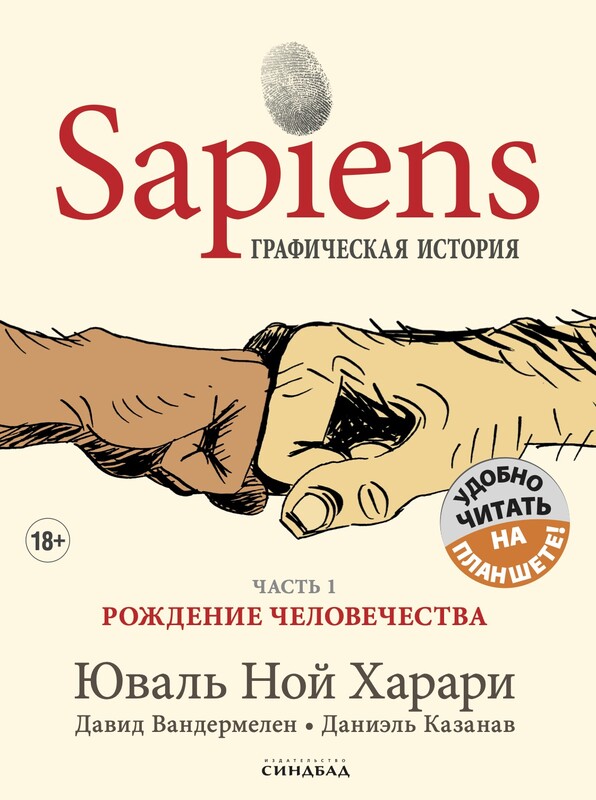 Sapiens
ГРАФИЧЕСКАЯ ИСТОРИЯ
УДОБНО
ЧИТАТЬ
НА
ПЛАНШЕТЕ!
18+
ЧАСТЬ 1
РОЖДЕНИЕ ЧЕЛОВЕЧЕСТВА
Юваль Ной Харари
Давид Вандермелен • Даниэль Казанав
ИЗДАТЕЛЬСТВО
СИНДБАД